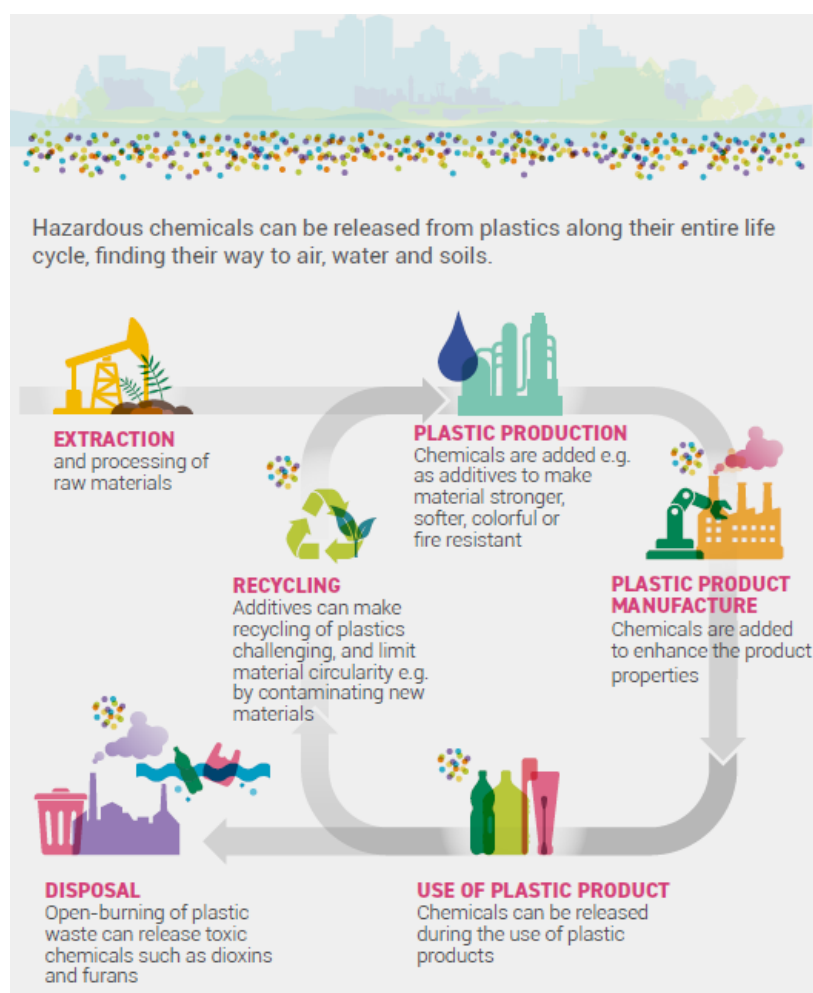 Hazardous chemicals can be released from plastics along their entire life
cycle, finding their way to air, water and soils.
EXTRACTION
and processing of
raw materials
PLASTIC PRODUCTION
Chemicals are added e.g.
as additives to make
material stronger,
softer, colorful or
fire resistant
RECYCLING
Additives can make
recycling of plastics
challenging, and limit
material circularity e.g.
by contaminating new
materials
PLASTIC PRODUCT
MANUFACTURE
Chemicals are added
to enhance the product
properties
DISPOSAL
Open-burning of plastic
waste can release toxic
chemicals such as dioxins
and furans
USE OF PLASTIC PRODUCT
Chemicals can be released
during the use of plastic
products